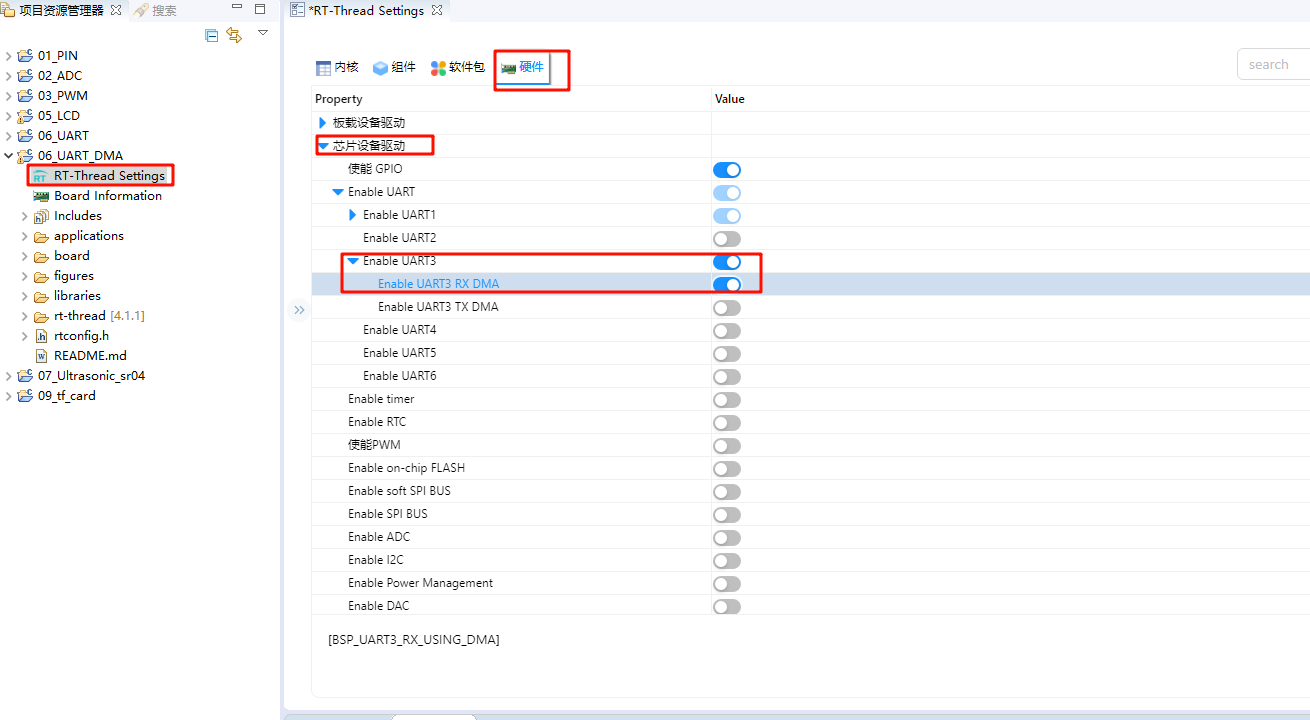 项目资源管理器
搜索
01_PIN
02_ADC
03_PWM
05_LCD
06_UART
06_UART_DMA
RT-Thread Settings
Board Information
Includes
applications
board
figures
libraries
rt-thread [4.1.1]
rtconfig.h
README.md
07_Ultrasonic_sr04
09_tf_card
*RT-Thread Settings
内核
组件
软件包
硬件
search
Property
Value
板载设备驱动
芯片设备驱动
使能 GPIO
Enable UART
Enable UART1
Enable UART2
Enable UART3
Enable UART3 RX DMA
Enable UART3 TX DMA
Enable UART4
Enable UART5
Enable UART6
Enable timer
Enable RTC
使能PWM
Enable on-chip FLASH
Enable soft SPI BUS
Enable SPI BUS
Enable ADC
Enable I2C
Enable Power Management
Enable DAC
[BSP_UART3_RX_USING_DMA]